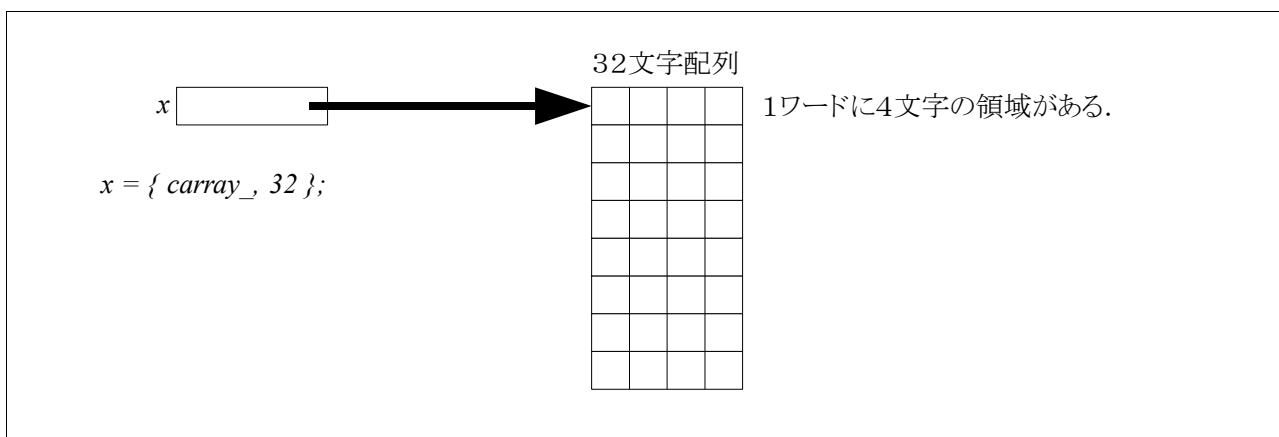 32文字配列
x
1ワードに4文字の領域がある.
x = { carray_, 32 };